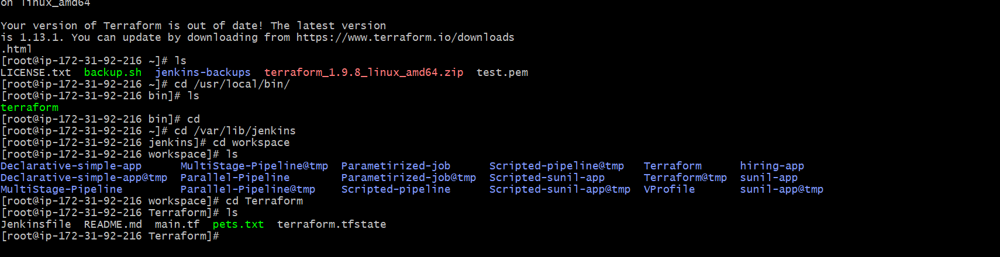 on linux_amd64
Your version of Terraform is out of date! The latest version
is 1.13.1. You can update by downloading from https://www.terraform.io/downloads
.html
[root@ip-172-31-92-216 ~]# ls
LICENSE.txt  backup.sh  jenkins-backups  terraform_1.9.8_linux_amd64.zip  test.pem
[root@ip-172-31-92-216 ~]# cd /usr/local/bin/
[root@ip-172-31-92-216 bin]# ls
terraform
[root@ip-172-31-92-216 bin]# cd
[root@ip-172-31-92-216 ~]# cd /var/lib/jenkins
[root@ip-172-31-92-216 jenkins]# cd workspace
[root@ip-172-31-92-216 workspace]# ls
Declarative-simple-app      MultiStage-Pipeline@tmp  Parametirized-job      Scripted-pipeline@tmp   Terraform      hiring-app
Declarative-simple-app@tmp  Parallel-Pipeline        Parametirized-job@tmp  Scripted-sunil-app      Terraform@tmp  sunil-app
MultiStage-Pipeline         Parallel-Pipeline@tmp    Scripted-pipeline      Scripted-sunil-app@tmp  VProfile       sunil-app@tmp
[root@ip-172-31-92-216 workspace]# cd Terraform
[root@ip-172-31-92-216 Terraform]# ls
Jenkinsfile  README.md  main.tf  pets.txt  terraform.tfstate
[root@ip-172-31-92-216 Terraform]#